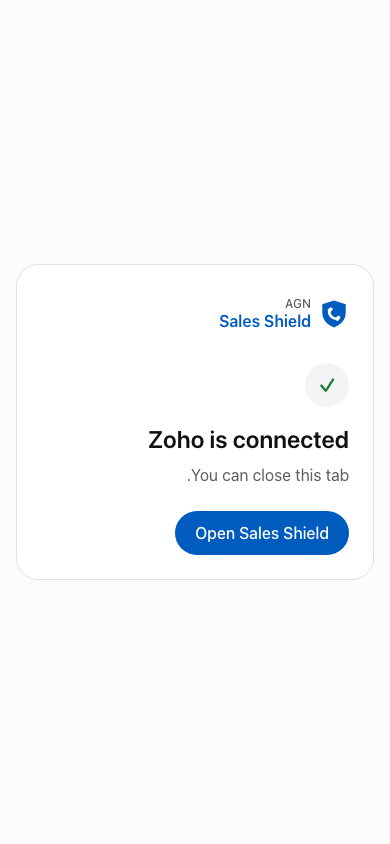 AGN
Sales Shield
Zoho is connected
.You can close this tab
Open Sales Shield